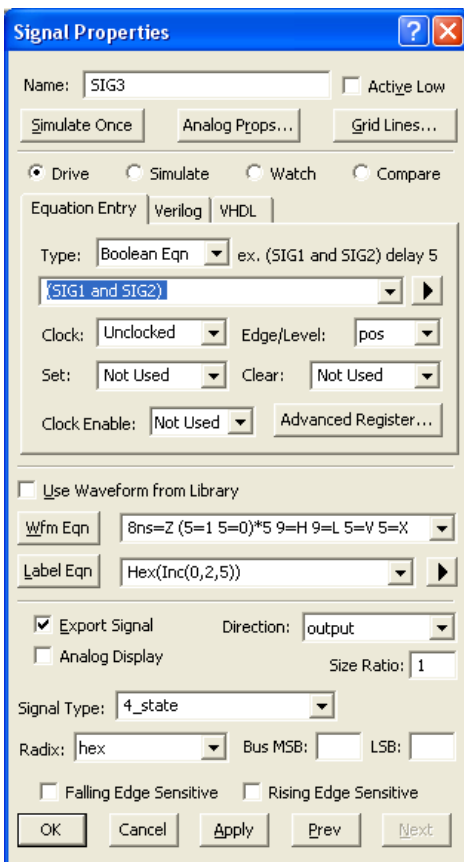 Signal Properties
Name: SIG3 Active Low
Simulate Once Analog Props... Grid Lines...
Drive Simulate Watch Compare
Equation Entry Verilog VHDL
Type: Boolean Eqn ex. (SIG1 and SIG2) delay 5
(SIG1 and SIG2)
Clock: Unclocked Edge/Level: pos
Set: Not Used Clear: Not Used
Clock Enable: Not Used Advanced Register...
Use Waveform from Library
Wfm Eqn 8ns=Z (5=1 5=0)*5 9=H 9=L 5=V 5=X
Label Eqn Hex(Inc(0,2,5))
Export Signal Direction: output
Analog Display Size Ratio: 1
Signal Type: 4_state
Radix: hex Bus MSB: LSB:
Falling Edge Sensitive Rising Edge Sensitive
OK Cancel Apply Prev Next